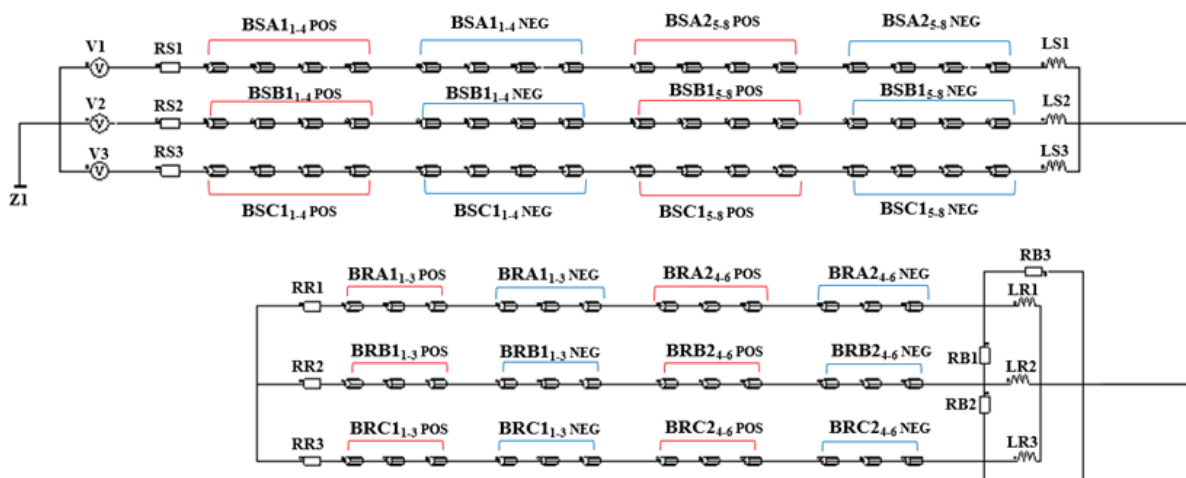 BSA1₁₋₄ POS BSA1₁₋₄ NEG BSA2₅₋₈ POS BSA2₅₋₈ NEG
V1 RS1 LS1
BSB1₁₋₄ POS BSB1₁₋₄ NEG BSB1₅₋₈ POS BSB1₅₋₈ NEG
V2 RS2 LS2
V3 RS3 LS3
Z1
BSC1₁₋₄ POS BSC1₁₋₄ NEG BSC1₅₋₈ POS BSC1₅₋₈ NEG
RB3
BRA1₁₋₃ POS BRA1₁₋₃ NEG BRA2₄₋₆ POS BRA2₄₋₆ NEG
RR1 LR1
BRB1₁₋₃ POS BRB1₁₋₃ NEG BRB2₄₋₆ POS BRB2₄₋₆ NEG
RB1
RR2 LR2
RB2
BRC1₁₋₃ POS BRC1₁₋₃ NEG BRC2₄₋₆ POS BRC2₄₋₆ NEG
RR3 LR3